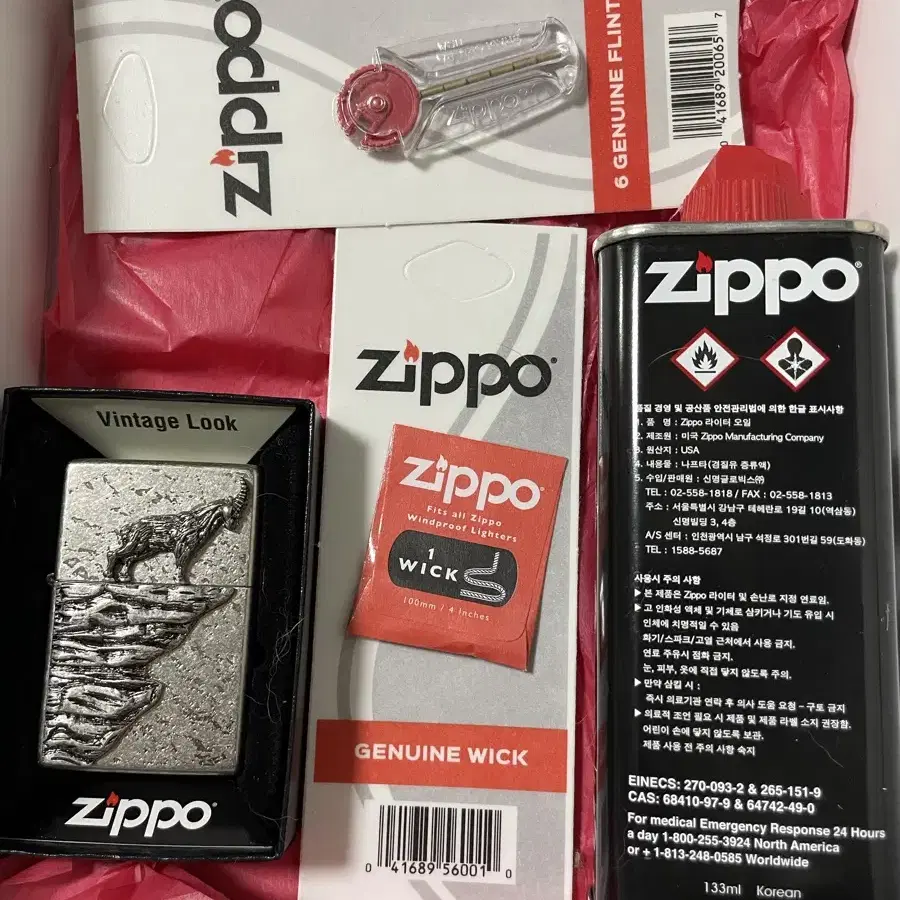 zippo
6 GENUINE FLINT
0 41689 20065 7
Vintage Look
zippo
zippo
zippo
Fits all Zippo
Windproof Lighters
1
WICK
100mm / 4 Inches
GENUINE WICK
0 41689 56001 0
zippo
품질 경영 및 공산품 안전관리법에 의한 한글 표시사항
1. 품 명 : Zippo 라이터 오일
2. 제조원 : 미국 Zippo Manufacturing Company
3. 원산지 : USA
4. 내용물 : 나프타(경질유 증류액)
5. 수입/판매원 : 신명글로빅스㈜
TEL : 02-558-1818 / FAX : 02-558-1813
주소 : 서울특별시 강남구 테헤란로 19길 10(역삼동)
신명빌딩 3, 4층
A/S 센터 : 인천광역시 남구 석정로 301번길 59(도화동)
TEL : 1588-5687
사용시 주의 사항
▶ 본 제품은 Zippo 라이터 및 손난로 지정 연료임.
▶ 고 인화성 액체 및 기체로 삼키거나 기도 유입 시
인체에 치명적일 수 있음
화기/스파크/고열 근처에서 사용 금지.
연료 주유시 점화 금지.
눈, 피부, 옷에 직접 닿지 않도록 주의.
▶ 만약 삼킬 시 :
즉시 의료기관 연락 후 의사 도움 요청 – 구토 금지
▶ 의료적 조언 필요 시 제품 및 제품 라벨 소지 권장함.
어린이 손에 닿지 않도록 보관.
제품 사용 전 주의 사항 숙지
EINECS: 270-093-2 & 265-151-9
CAS: 68410-97-9 & 64742-49-0
For medical Emergency Response 24 Hours
a day 1-800-255-3924 North America
or + 1-813-248-0585 Worldwide
133ml Korean